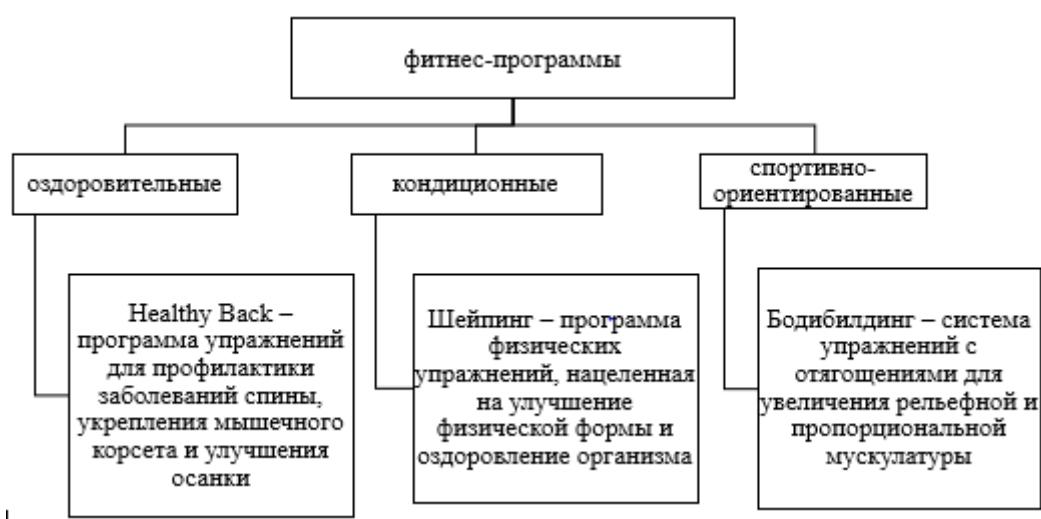 фитнес-программы
оздоровительные
кондиционные
спортивно-
ориентированные
Healthy Back –
программа упражнений
для профилактики
заболеваний спины,
укрепления мышечного
корсета и улучшения
осанки
Шейпинг – программа
физических
упражнений, нацеленная
на улучшение
физической формы и
оздоровление организма
Бодибилдинг – система
упражнений с
отягощениями для
увеличения рельефной и
пропорциональной
мускулатуры